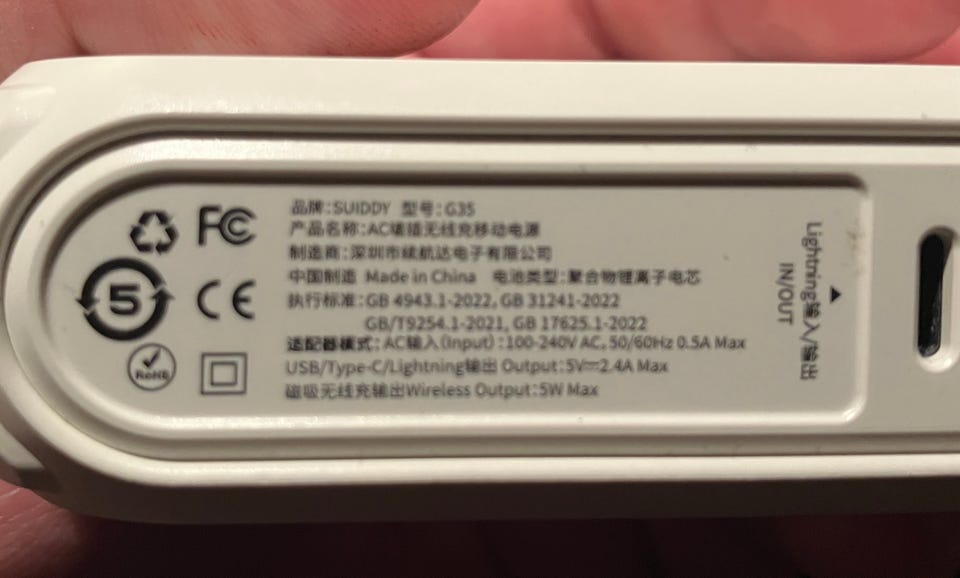 品牌:SUIDDY 型号:G35
产品名称:AC墙插无线充移动电源
制造商:深圳市续航达电子有限公司
中国制造 Made in China 电池类型:聚合物锂离子电芯
执行标准:GB 4943.1-2022, GB 31241-2022
GB/T9254.1-2021, GB 17625.1-2022
适配器模式:AC输入(Input):100-240V AC, 50/60Hz 0.5A Max
USB/Type-C/Lightning输出 Output:5V⎓2.4A Max
磁吸无线充输出Wireless Output:5W Max
FC
5
CE
RoHS
Lightning输入/输出
IN/OUT